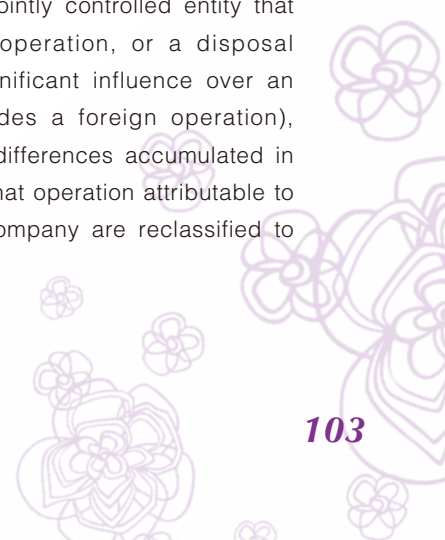 ointly controlled entity that
operation, or a disposal
nificant influence over an
des a foreign operation),
differences accumulated in
hat operation attributable to
ompany are reclassified to
103